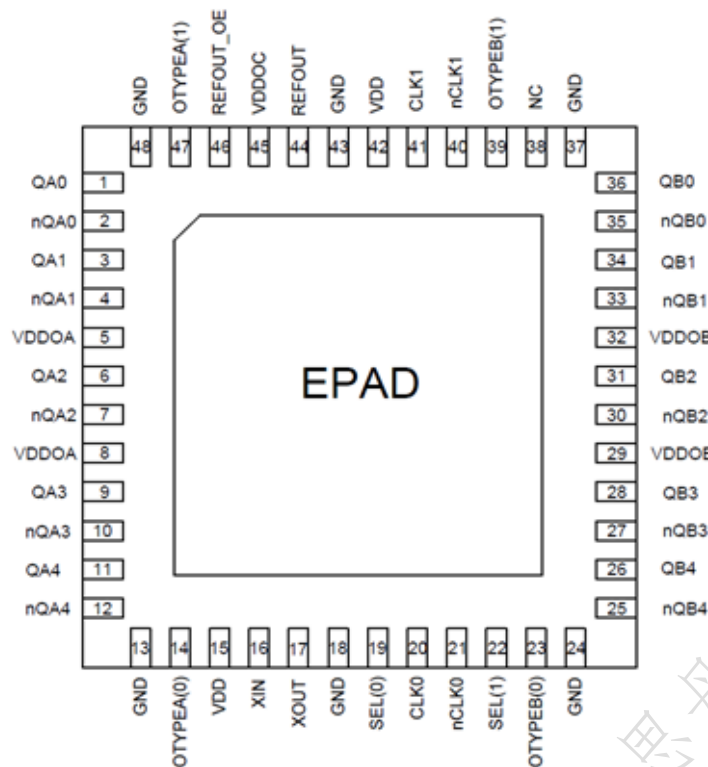 GND OTYPEA(1) REFOUT_OE VDDOC REFOUT GND VDD CLK1 nCLK1 OTYPEB(1) NC GND
48 47 46 45 44 43 42 41 40 39 38 37
QA0 1 36 QB0
nQA0 2 35 nQB0
QA1 3 34 QB1
nQA1 4 33 nQB1
VDDOA 5 32 VDDOB
QA2 6 31 QB2
EPAD
nQA2 7 30 nQB2
VDDOA 8 29 VDDOB
QA3 9 28 QB3
nQA3 10 27 nQB3
QA4 11 26 QB4
nQA4 12 25 nQB4
13 14 15 16 17 18 19 20 21 22 23 24
GND OTYPEA(0) VDD XIN XOUT GND SEL(0) CLK0 nCLK0 SEL(1) OTYPEB(0) GND